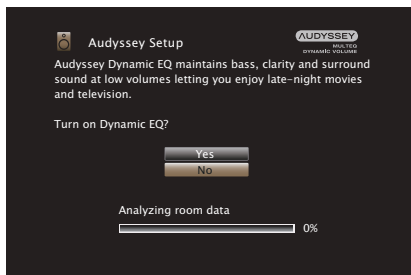 Audyssey Setup
AUDYSSEY
MULTEQ
DYNAMIC VOLUME
Audyssey Dynamic EQ maintains bass, clarity and surround
sound at low volumes letting you enjoy late-night movies
and television.
Turn on Dynamic EQ?
Yes
No
Analyzing room data
0%